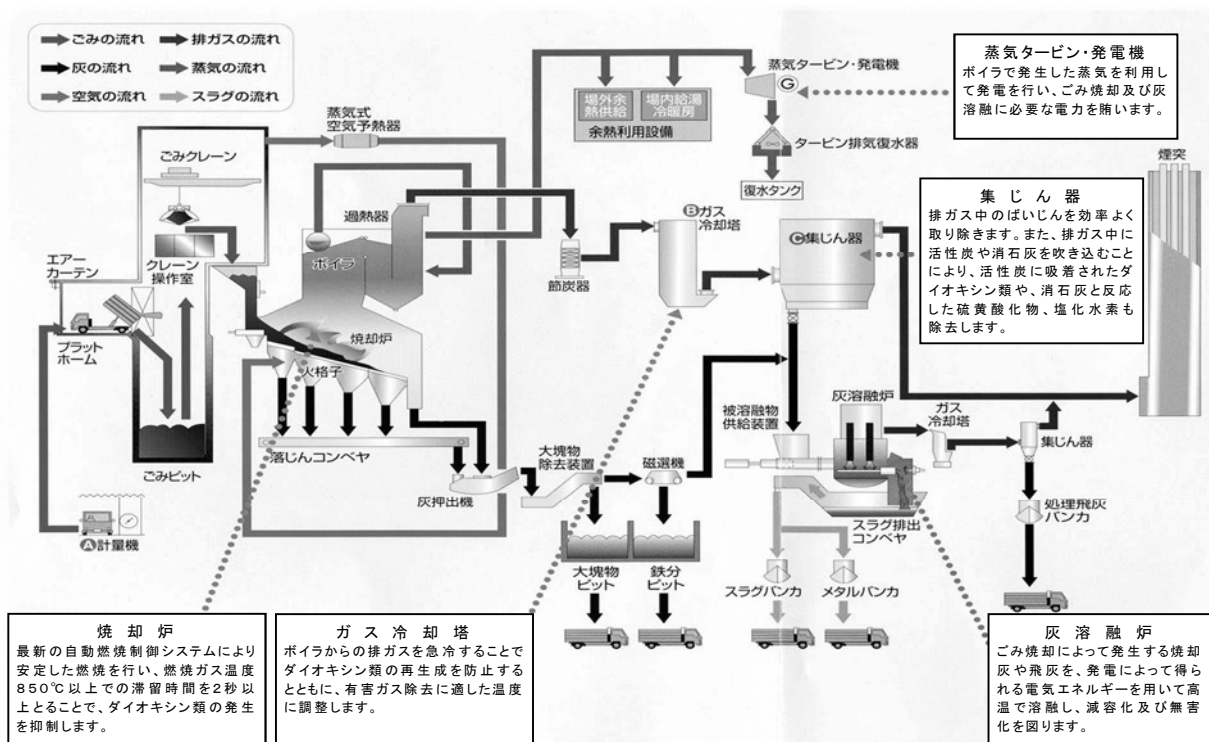 ごみの流れ
排ガスの流れ
灰の流れ
蒸気の流れ
空気の流れ
スラグの流れ
蒸気タービン・発電機
G
蒸気タービン・発電機
ボイラで発生した蒸気を利用し
て発電を行い、ごみ焼却及び灰
溶融に必要な電力を賄います。
場外余
熱供給
場内給湯
冷暖房
余熱利用設備
タービン排気復水器
復水タンク
蒸気式
空気予熱器
ごみクレーン
クレーン
操作室
エアー
カーテン
プラット
ホーム
ごみピット
A計量機
過熱器
ボイラ
焼却炉
火格子
落じんコンベヤ
灰押出機
節炭器
Bガス
冷却塔
C集じん器
集じん器
排ガス中のばいじんを効率よく
取り除きます。また、排ガス中に
活性炭や消石灰を吹き込むこと
により、活性炭に吸着されたダ
イオキシン類や、消石灰と反応
した硫黄酸化物、塩化水素も
除去します。
煙突
大塊物
除去装置
磁選機
大塊物
ピット
鉄分
ピット
被溶融物
供給装置
灰溶融炉
ガス
冷却塔
集じん器
スラグ排出
コンベヤ
処理飛灰
バンカ
スラグバンカ
メタルバンカ
焼却炉
最新の自動燃焼制御システムにより
安定した燃焼を行い、燃焼ガス温度
850℃以上での滞留時間を2秒以
上とることで、ダイオキシン類の発生
を抑制します。
ガス冷却塔
ボイラからの排ガスを急冷することで
ダイオキシン類の再生成を防止する
とともに、有害ガス除去に適した温度
に調整します。
灰溶融炉
ごみ焼却によって発生する焼却
灰や飛灰を、発電によって得ら
れる電気エネルギーを用いて高
温で溶融し、減容化及び無害
化を図ります。